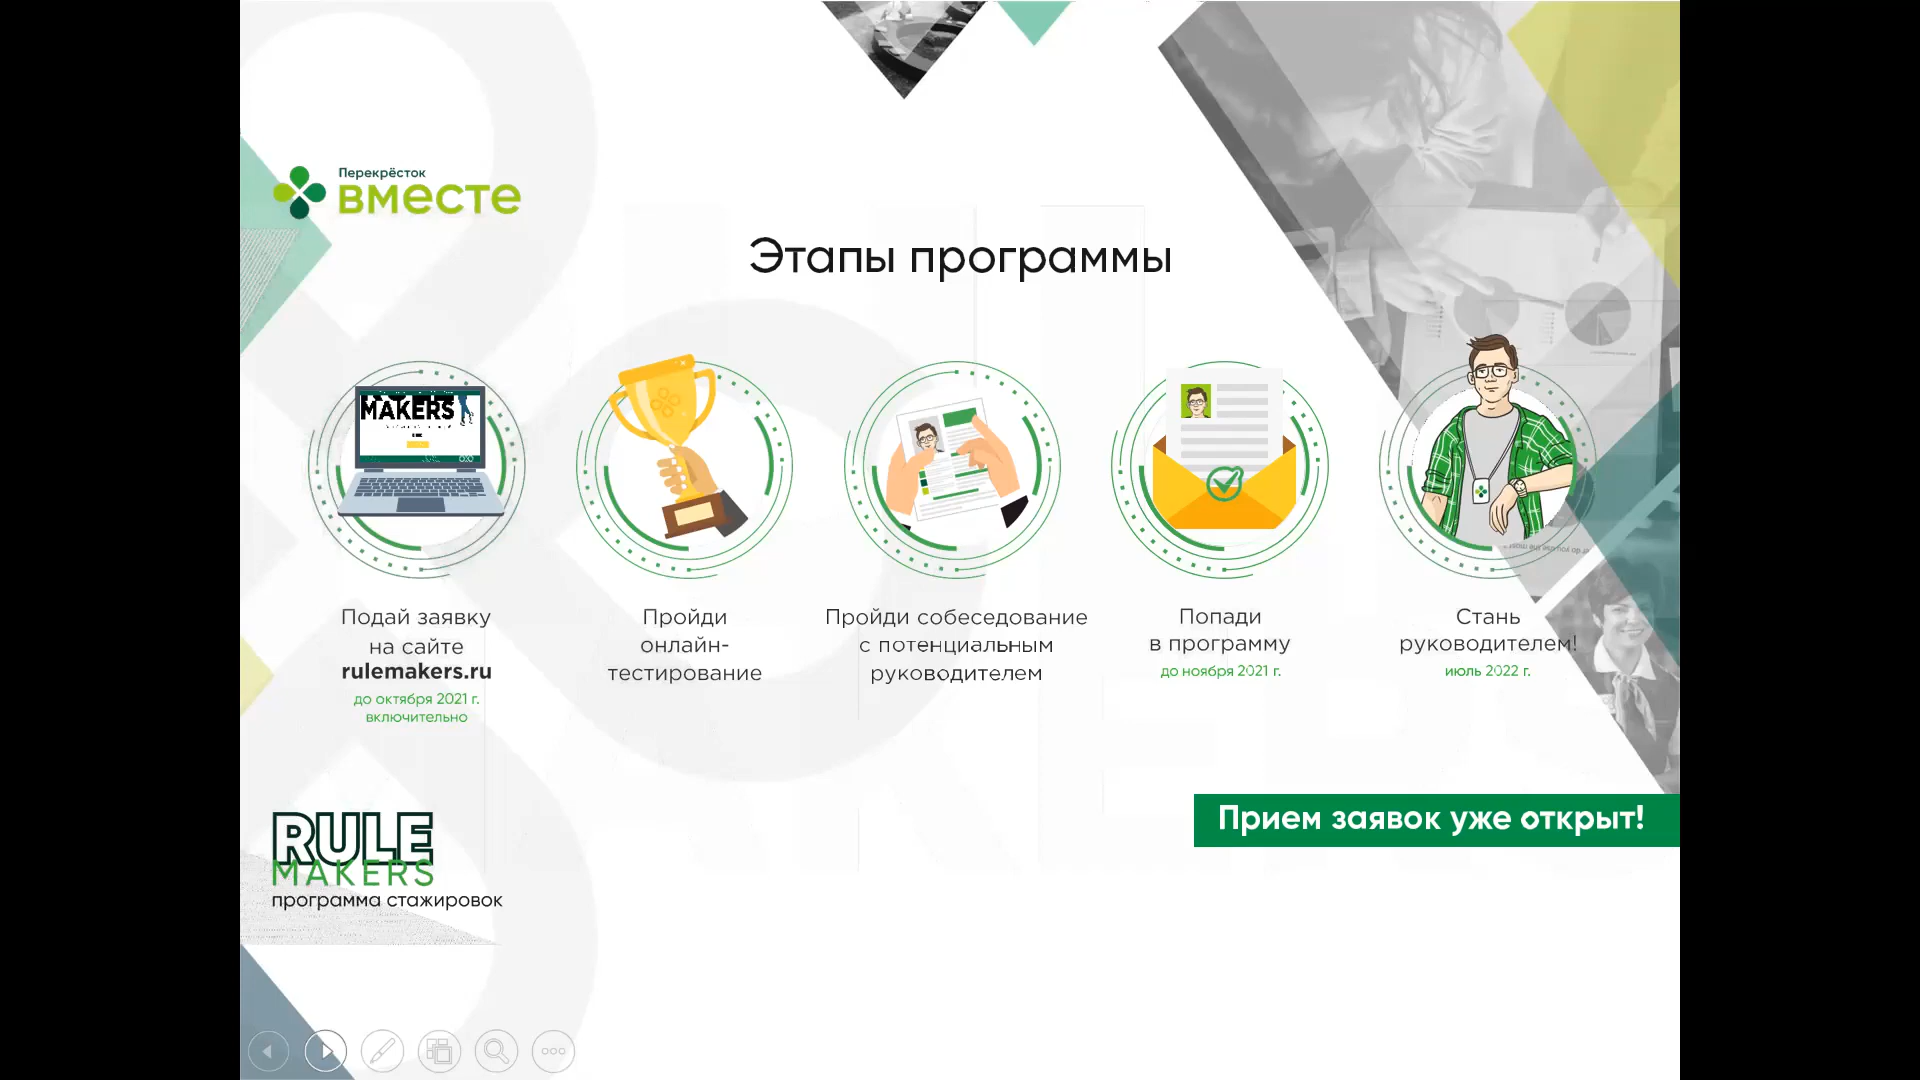 Перекрёсток
вместе
Этапы программы
MAKERS
Подай заявку
на сайте
rulemakers.ru
до октября 2021 г.
включительно
Пройди
онлайн-
тестирование
Пройди собеседование
с потенциальным
руководителем
Попади
в программу
до ноября 2021 г.
Стань
руководителем!
июль 2022 г.
Прием заявок уже открыт!
RULE
MAKERS
программа стажировок